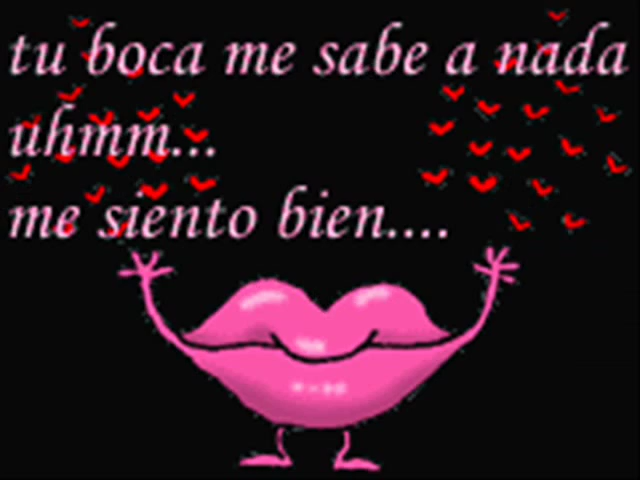 tu boca me sabe a nada
uhmm...
me siento bien....